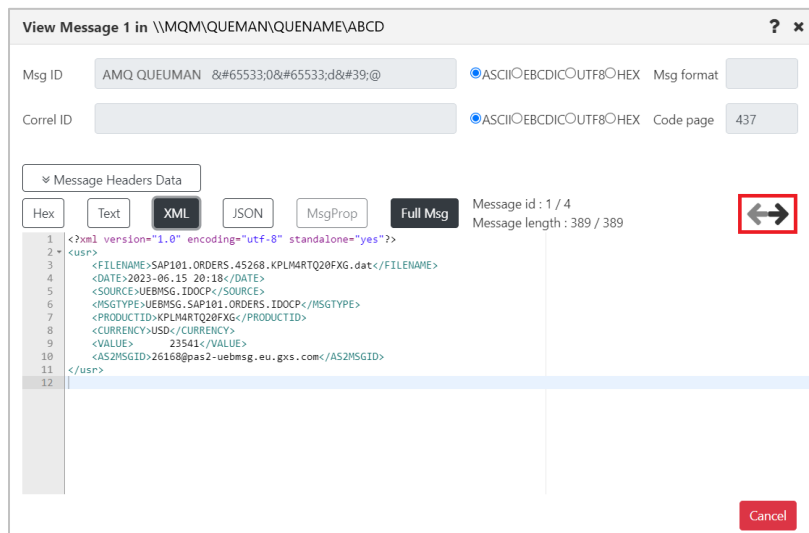 View Message 1 in \\MQM\QUEMAN\QUENAME\ABCD ? ×
Msg ID AMQ QUEUMAN &#65533;0&#65533;d&#39;@ ASCII EBCDIC UTF8 HEX Msg format
Correl ID ASCII EBCDIC UTF8 HEX Code page 437
Message Headers Data
Hex Text XML JSON MsgProp Full Msg Message id : 1 / 4
Message length : 389 / 389
1 <?xml version="1.0" encoding="utf-8" standalone="yes"?>
2 <usr>
3 <FILENAME>SAP101.ORDERS.45268.KPLM4RTQ20FXG.dat</FILENAME>
4 <DATE>2023-06.15 20:18</DATE>
5 <SOURCE>UEBMSG.IDOCP</SOURCE>
6 <MSGTYPE>UEBMSG.SAP101.ORDERS.IDOCP</MSGTYPE>
7 <PRODUCTID>KPLM4RTQ20FXG</PRODUCTID>
8 <CURRENCY>USD</CURRENCY>
9 <VALUE> 23541</VALUE>
10 <AS2MSGID>26168@pas2-uebmsg.eu.gxs.com</AS2MSGID>
11 </usr>
12
Cancel